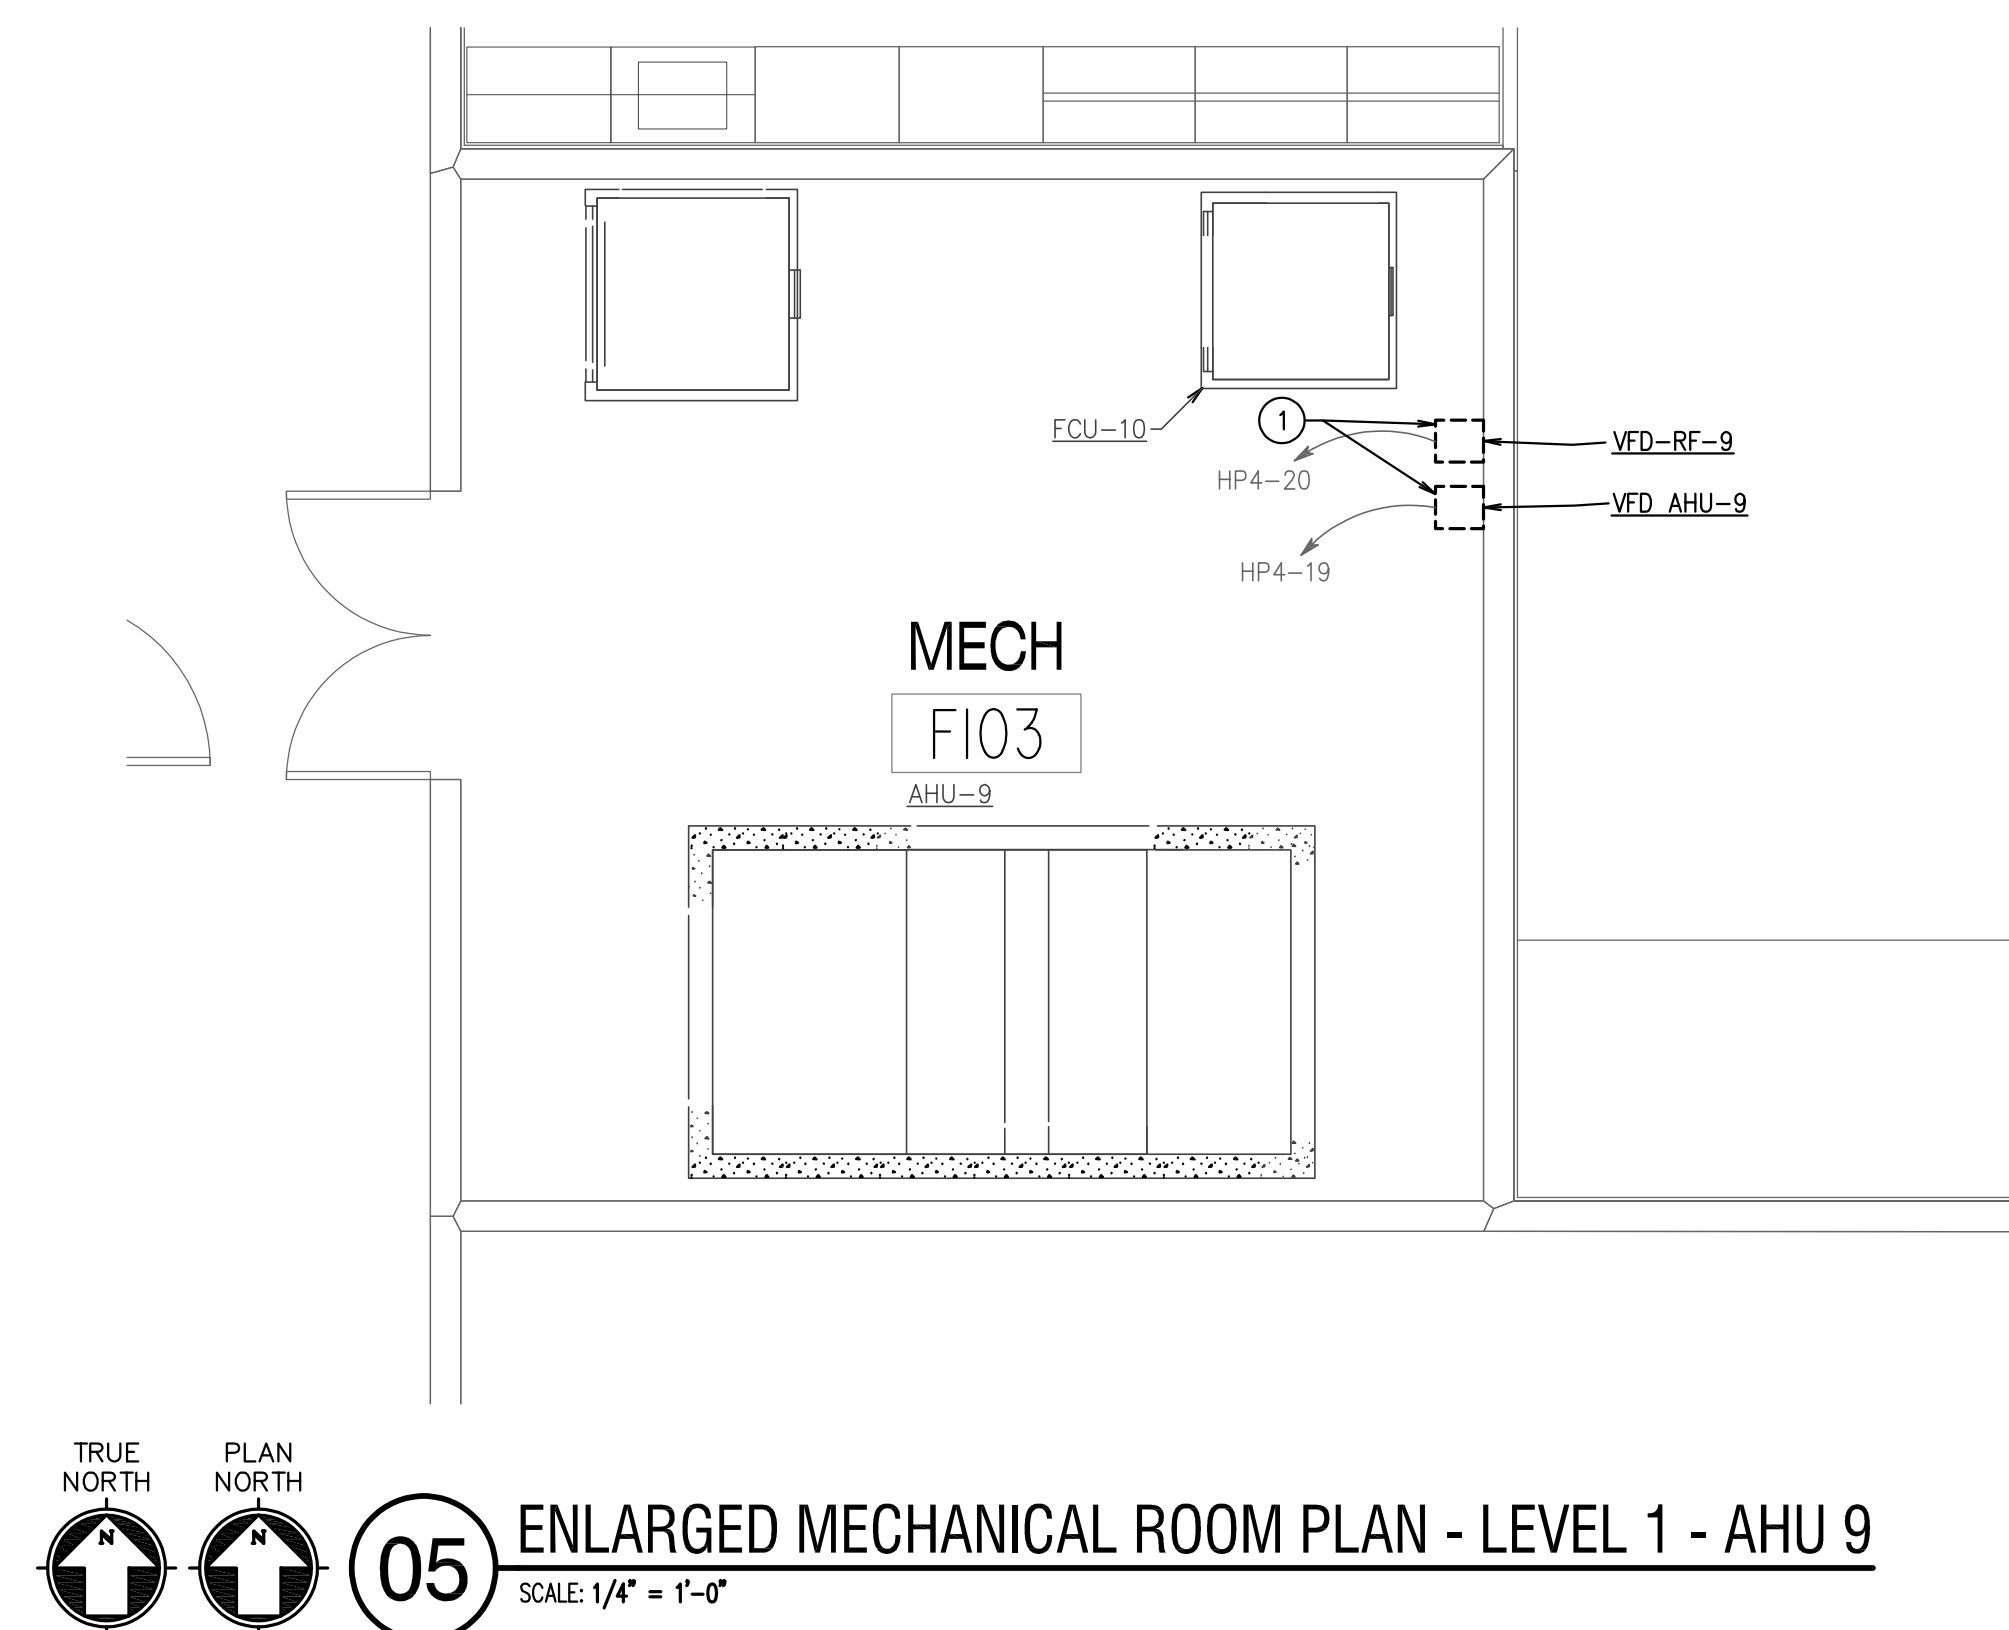 FCU-10
1
VFD-RF-9
HP4-20
VFD AHU-9
HP4-19
MECH
F103
AHU-9
TRUE
NORTH
N
PLAN
NORTH
N
05
ENLARGED MECHANICAL ROOM PLAN - LEVEL 1 - AHU 9
SCALE: 1/4" = 1'-0"